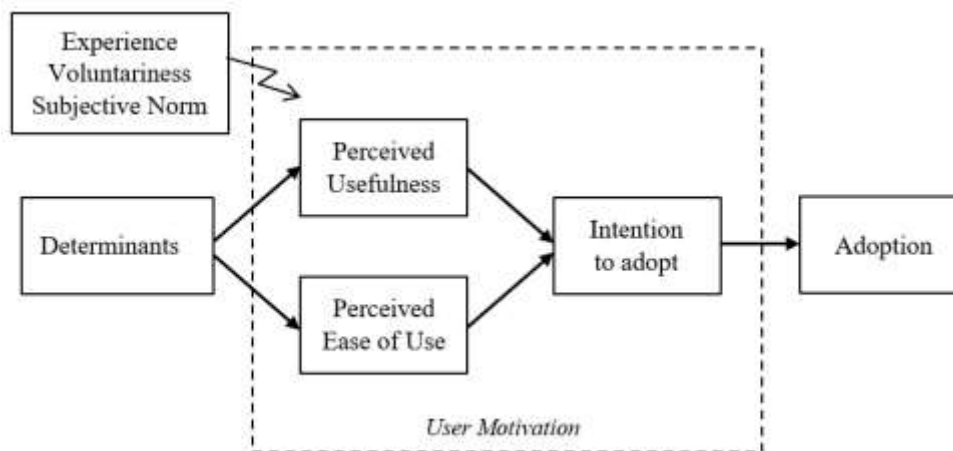 Experience
Voluntariness
Subjective Norm
Perceived
Usefulness
Determinants
Intention
to adopt
Adoption
Perceived
Ease of Use
User Motivation